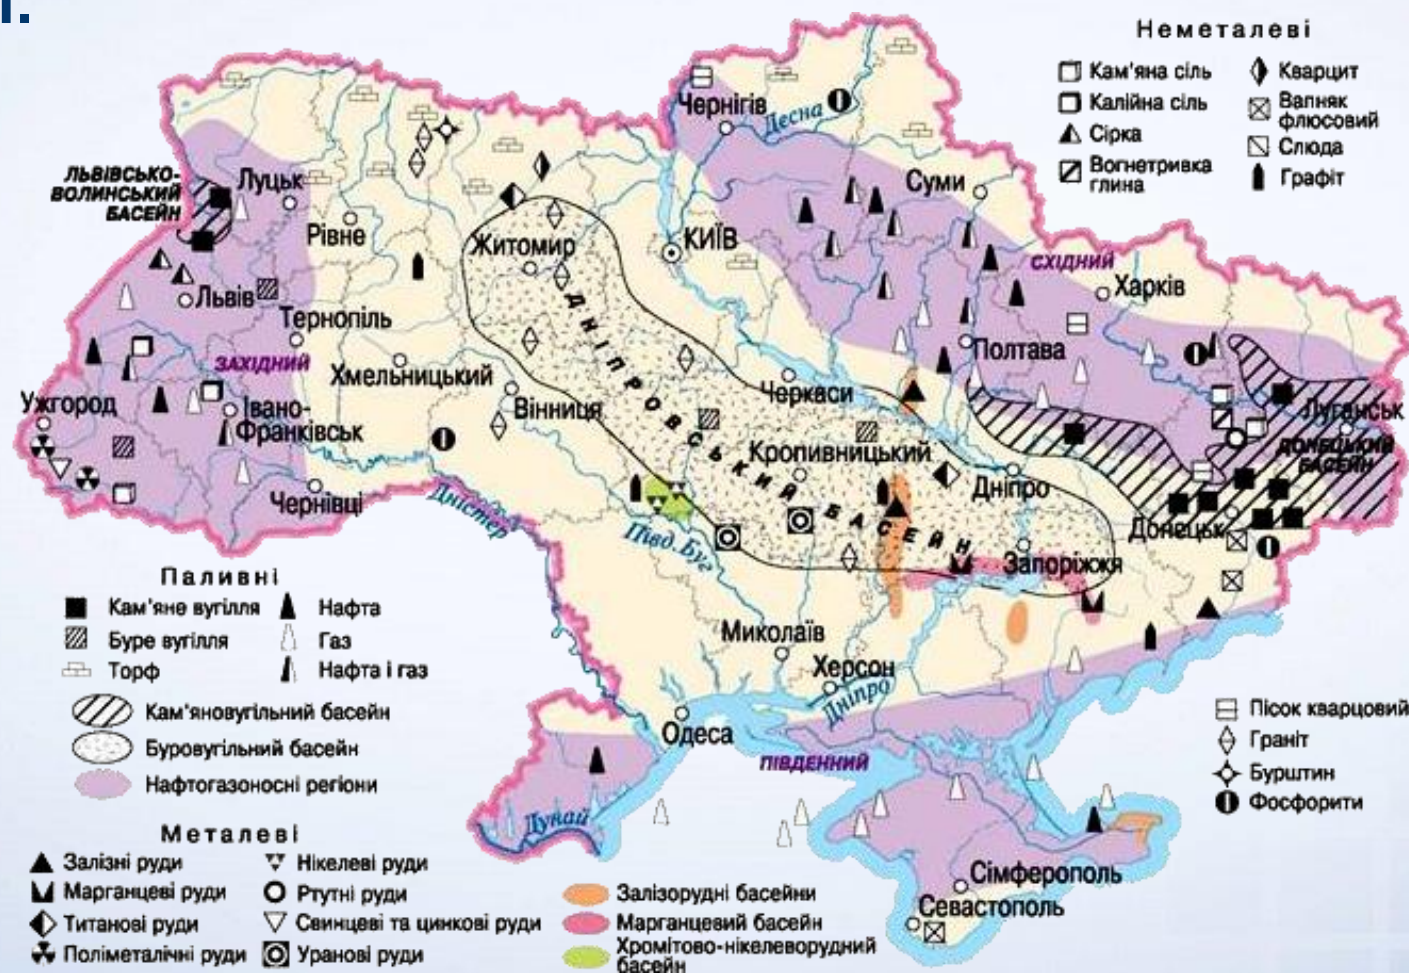 Неметалеві
Кам'яна сіль
Калійна сіль
Сірка
Вогнетривка
глина
Кварцит
Вапняк
флюсовий
Слюда
Графіт
Чернігів
Десна
Суми
ЛЬВІВСЬКО-
ВОЛИНСЬКИЙ
БАСЕЙН
Луцьк
Рівне
Житомир
КИЇВ
СХІДНИЙ
Харків
Львів
Тернопіль
ЗАХІДНИЙ
Хмельницький
Полтава
Черкаси
Ужгород
Івано-
Франківськ
Вінниця
ДНІПРОВСЬКИЙ БАСЕЙН
Луганськ
ДОНЕЦЬКИЙ
БАСЕЙН
Кропивницький
Дніпро
Чернівці
Дністер
Півд. Буг
Донецьк
Запоріжжя
Миколаїв
Херсон
Дніпро
Одеса
ПІВДЕННИЙ
Дунай
Сімферополь
Севастополь
Паливні
Кам'яне вугілля
Буре вугілля
Торф
Нафта
Газ
Нафта і газ
Кам'яновугільний басейн
Буровугільний басейн
Нафтогазоносні регіони
Пісок кварцовий
Граніт
Бурштин
Фосфорити
Металеві
Залізні руди
Марганцеві руди
Титанові руди
Поліметалічні руди
Нікелеві руди
Ртутні руди
Свинцеві та цинкові руди
Уранові руди
Залізорудні басейни
Марганцевий басейн
Хромітово-нікелеворудний
басейн